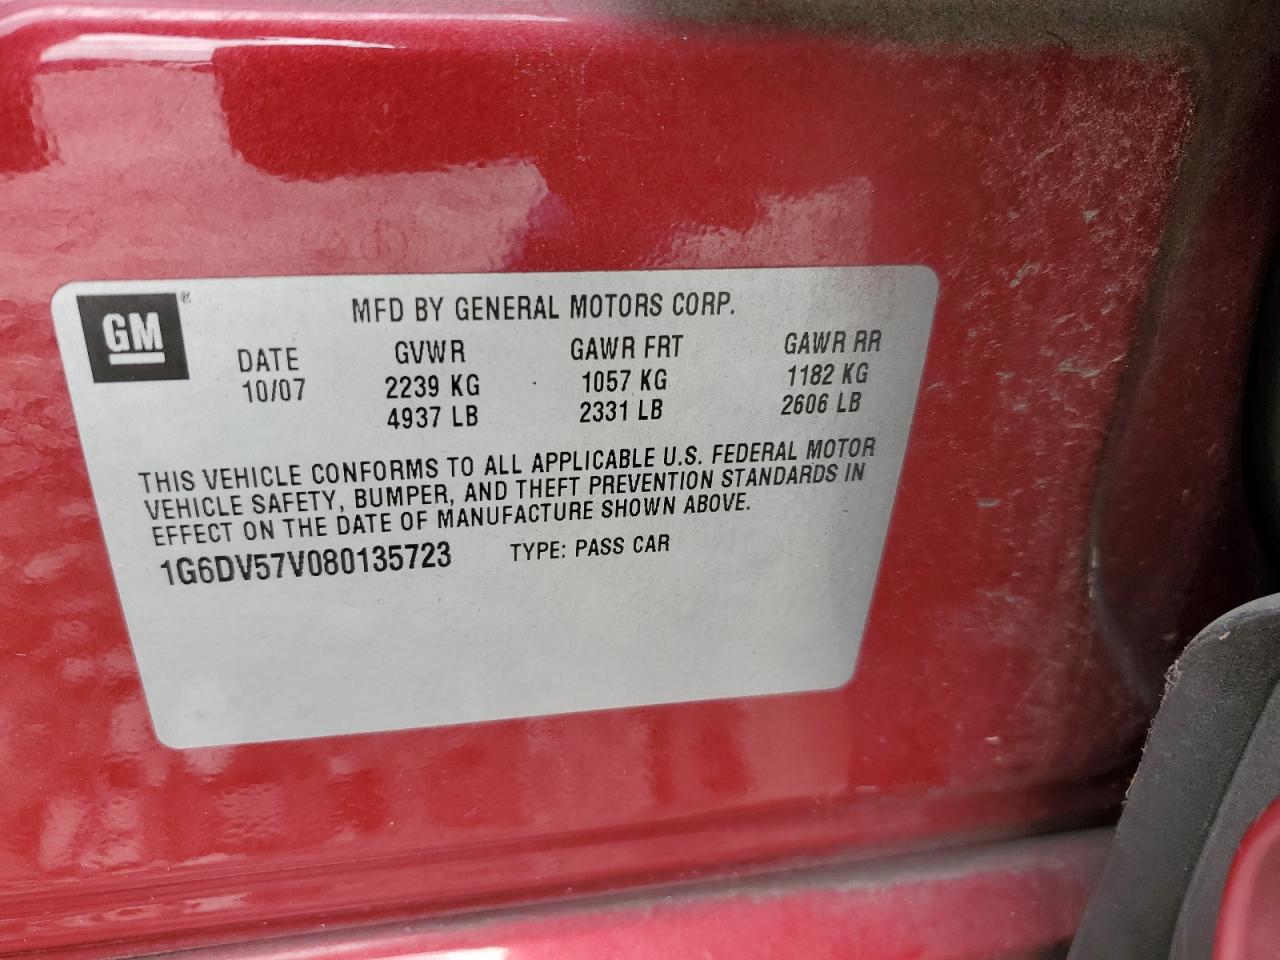 GM®
MFD BY GENERAL MOTORS CORP.
DATE GVWR GAWR FRT GAWR RR
10/07 2239 KG 1057 KG 1182 KG
4937 LB 2331 LB 2606 LB
THIS VEHICLE CONFORMS TO ALL APPLICABLE U.S. FEDERAL MOTOR
VEHICLE SAFETY, BUMPER, AND THEFT PREVENTION STANDARDS IN
EFFECT ON THE DATE OF MANUFACTURE SHOWN ABOVE.
1G6DV57V080135723 TYPE: PASS CAR